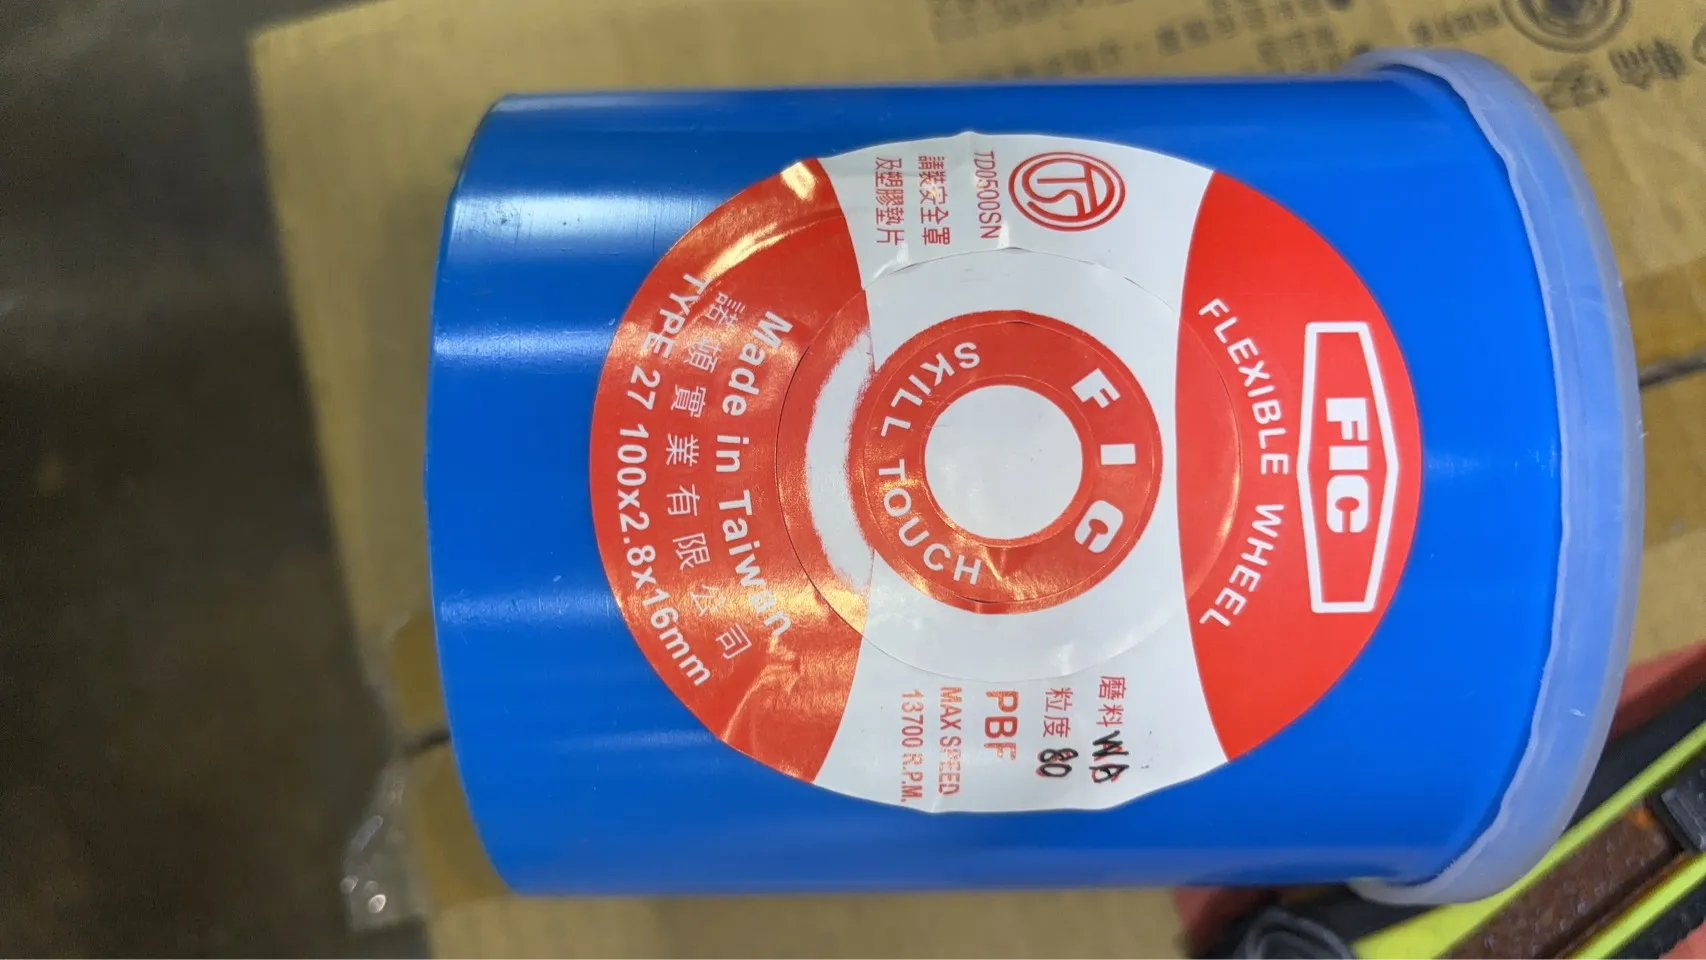 FIC
FLEXIBLE WHEEL
TD0500SN
請裝安全罩
及塑膠墊片
FIC
SKILL TOUCH
磨料 WA
粒度 80
PBF
MAX SPEED
13700 R.P.M.
Made in Taiwan
諾頓實業有限公司
TYPE 27 100x2.8x16mm
輪